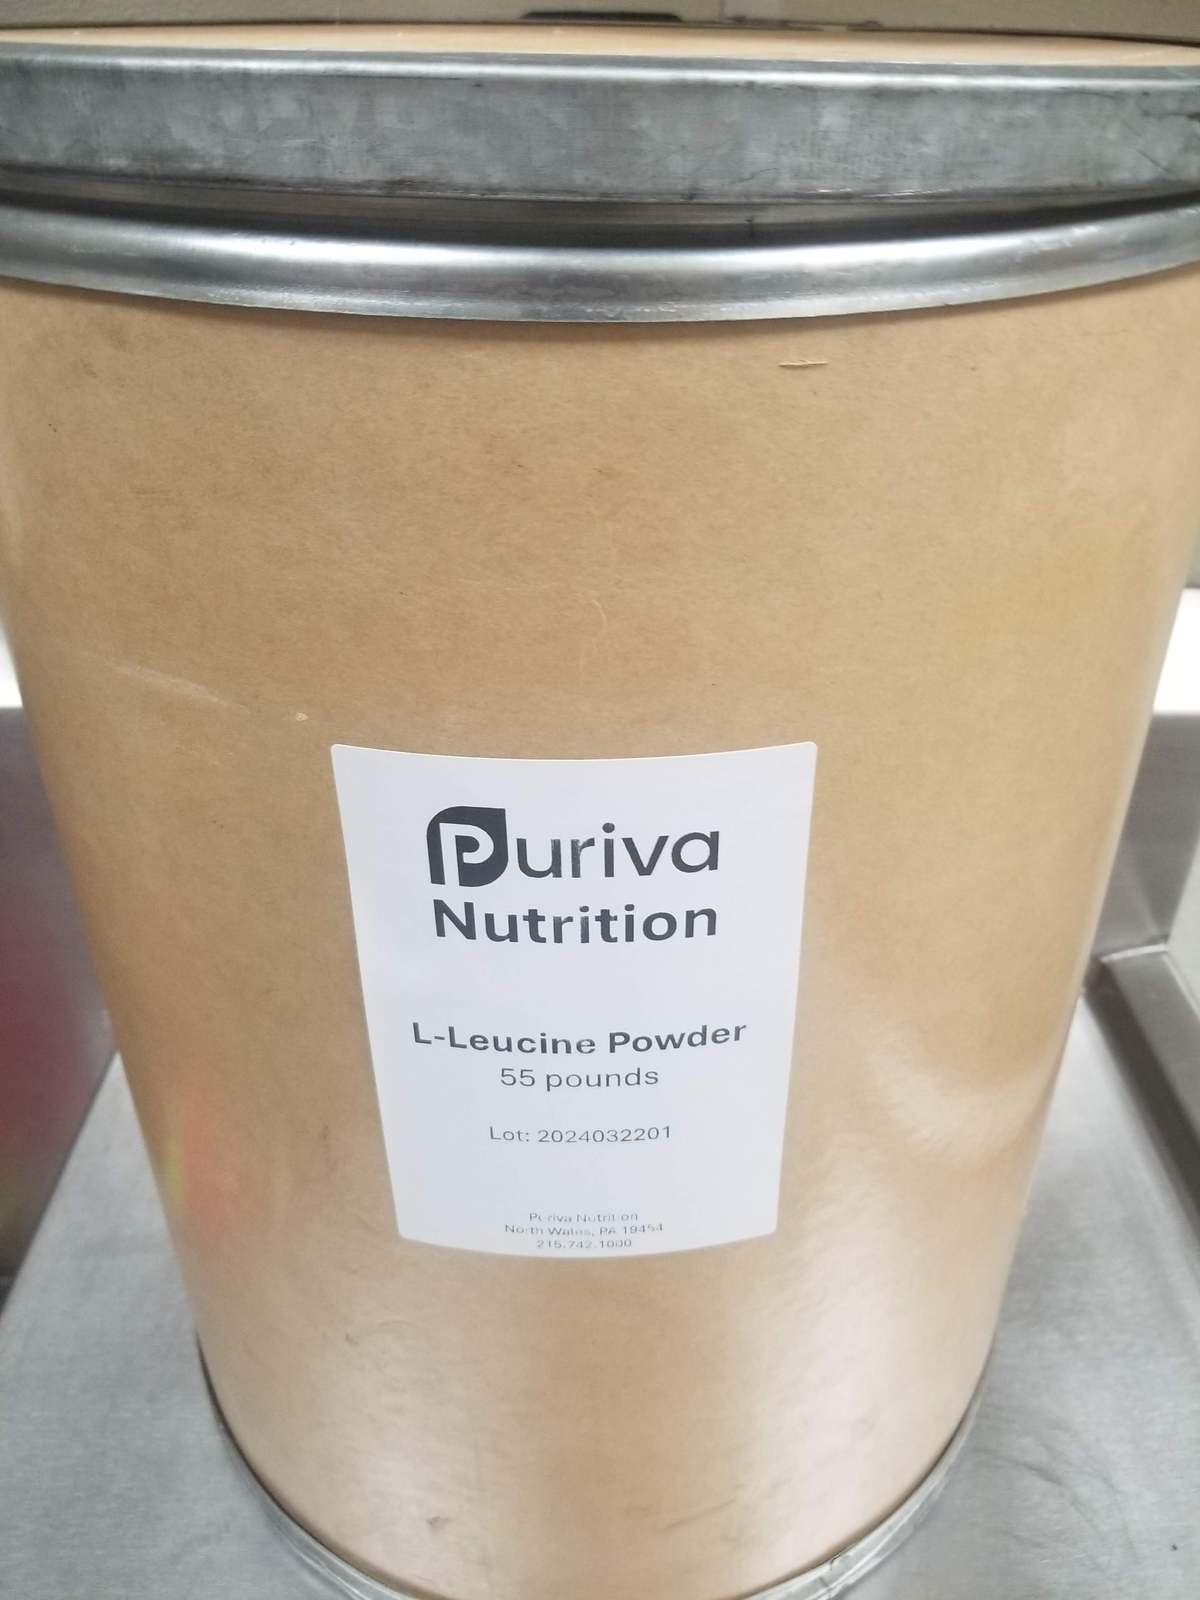 Puriva
Nutrition
L-Leucine Powder
55 pounds
Lot: 2024032201
Puriva Nutrition
North Wales, PA 19454
215.742.1000